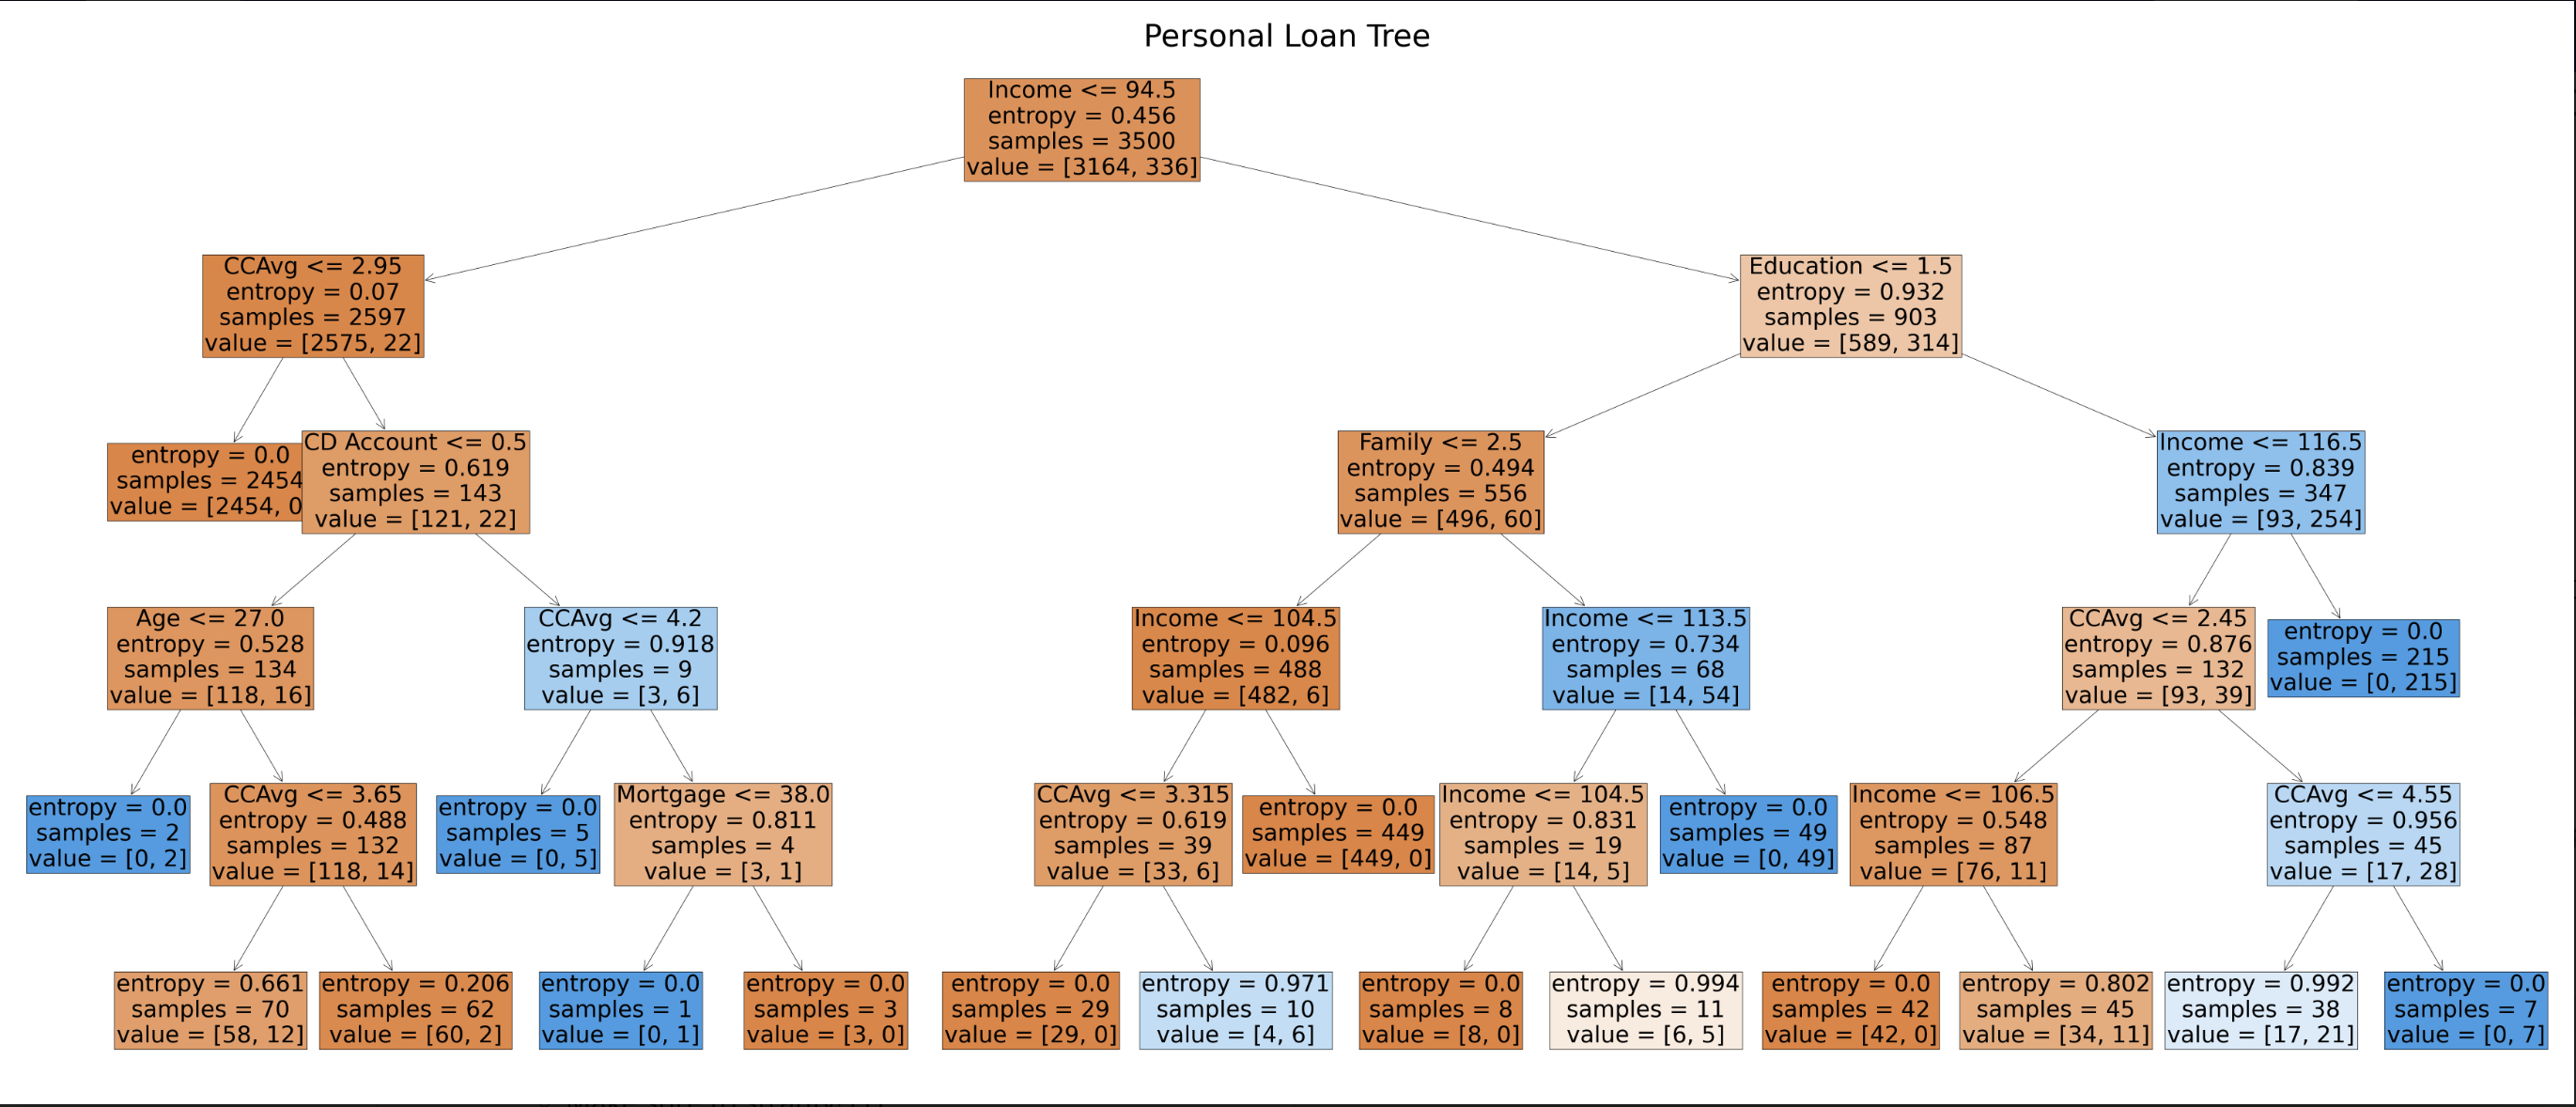 Personal Loan Tree
Income <= 94.5
entropy = 0.456
samples = 3500
value = [3164, 336]
CCAvg <= 2.95
entropy = 0.07
samples = 2597
value = [2575, 22]
Education <= 1.5
entropy = 0.932
samples = 903
value = [589, 314]
entropy = 0.0
samples = 2454
value = [2454, 0
CD Account <= 0.5
entropy = 0.619
samples = 143
value = [121, 22]
Family <= 2.5
entropy = 0.494
samples = 556
value = [496, 60]
Income <= 116.5
entropy = 0.839
samples = 347
value = [93, 254]
Age <= 27.0
entropy = 0.528
samples = 134
value = [118, 16]
CCAvg <= 4.2
entropy = 0.918
samples = 9
value = [3, 6]
Income <= 104.5
entropy = 0.096
samples = 488
value = [482, 6]
Income <= 113.5
entropy = 0.734
samples = 68
value = [14, 54]
CCAvg <= 2.45
entropy = 0.876
samples = 132
value = [93, 39]
entropy = 0.0
samples = 215
value = [0, 215]
entropy = 0.0
samples = 2
value = [0, 2]
CCAvg <= 3.65
entropy = 0.488
samples = 132
value = [118, 14]
entropy = 0.0
samples = 5
value = [0, 5]
Mortgage <= 38.0
entropy = 0.811
samples = 4
value = [3, 1]
CCAvg <= 3.315
entropy = 0.619
samples = 39
value = [33, 6]
entropy = 0.0
samples = 449
value = [449, 0]
Income <= 104.5
entropy = 0.831
samples = 19
value = [14, 5]
entropy = 0.0
samples = 49
value = [0, 49]
Income <= 106.5
entropy = 0.548
samples = 87
value = [76, 11]
CCAvg <= 4.55
entropy = 0.956
samples = 45
value = [17, 28]
entropy = 0.661
samples = 70
value = [58, 12]
entropy = 0.206
samples = 62
value = [60, 2]
entropy = 0.0
samples = 1
value = [0, 1]
entropy = 0.0
samples = 3
value = [3, 0]
entropy = 0.0
samples = 29
value = [29, 0]
entropy = 0.971
samples = 10
value = [4, 6]
entropy = 0.0
samples = 8
value = [8, 0]
entropy = 0.994
samples = 11
value = [6, 5]
entropy = 0.0
samples = 42
value = [42, 0]
entropy = 0.802
samples = 45
value = [34, 11]
entropy = 0.992
samples = 38
value = [17, 21]
entropy = 0.0
samples = 7
value = [0, 7]